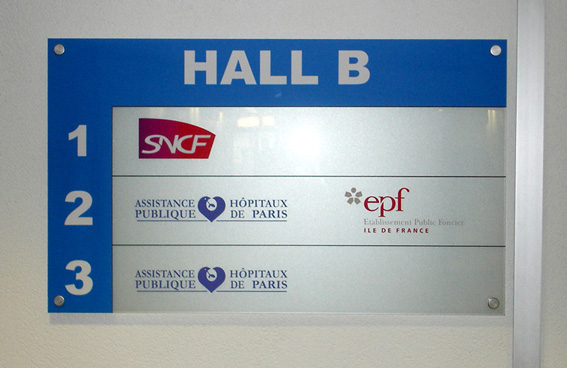 HALL B
1
SNCF
2
ASSISTANCE HÔPITAUX
PUBLIQUE DE PARIS
epf
Etablissement Public Foncier
ILE DE FRANCE
3
ASSISTANCE HÔPITAUX
PUBLIQUE DE PARIS